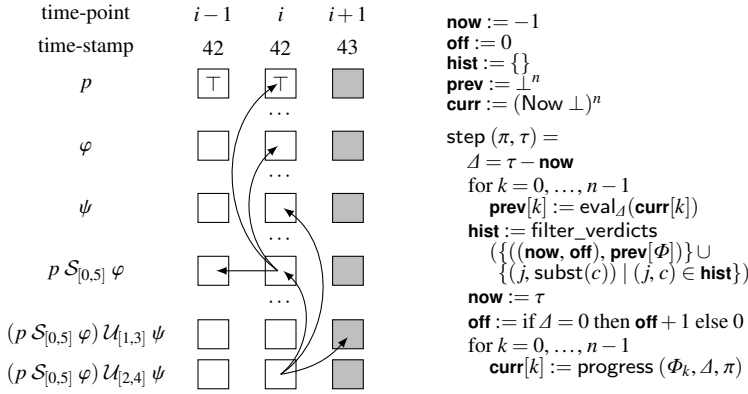 time-point i − 1 i i + 1
time-stamp 42 42 43
p ⊤ ⊤
...
φ
...
ψ
...
p S[0,5] φ
...
(p S[0,5] φ) U[1,3] ψ
(p S[0,5] φ) U[2,4] ψ
now := −1
off := 0
hist := {}
prev := ⊥ⁿ
curr := (Now ⊥)ⁿ
step (π, τ) =
Δ = τ − now
for k = 0, …, n−1
prev[k] := eval_Δ(curr[k])
hist := filter_verdicts
({((now, off), prev[Φ])} ∪
{(j, subst(c)) | (j, c) ∈ hist})
now := τ
off := if Δ = 0 then off + 1 else 0
for k = 0, …, n−1
curr[k] := progress (Φₖ, Δ, π)